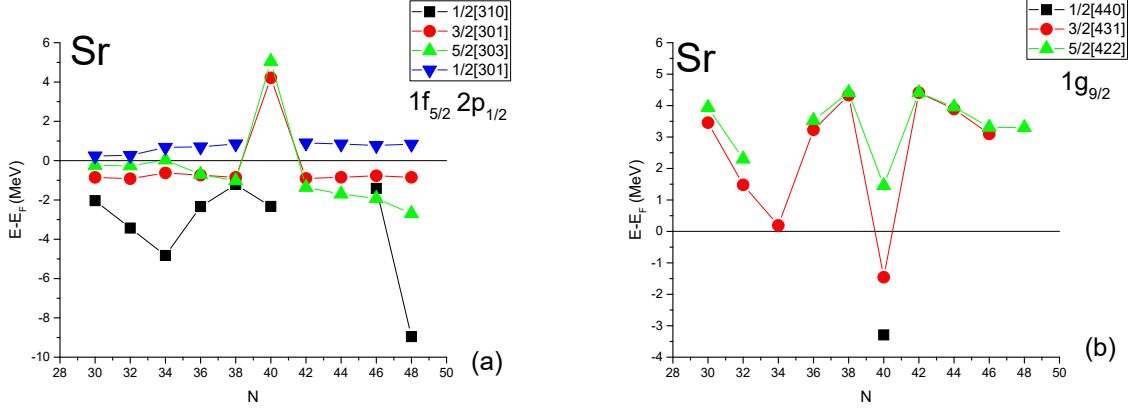 Sr
1/2[310]
3/2[301]
5/2[303]
1/2[301]
1f5/2 2p1/2
E-EF (MeV)
6
4
2
0
-2
-4
-6
-8
-10
28 30 32 34 36 38 40 42 44 46 48 50
N
(a)
Sr
1/2[440]
3/2[431]
5/2[422]
1g9/2
E-EF (MeV)
6
5
4
3
2
1
0
-1
-2
-3
-4
28 30 32 34 36 38 40 42 44 46 48 50
N
(b)